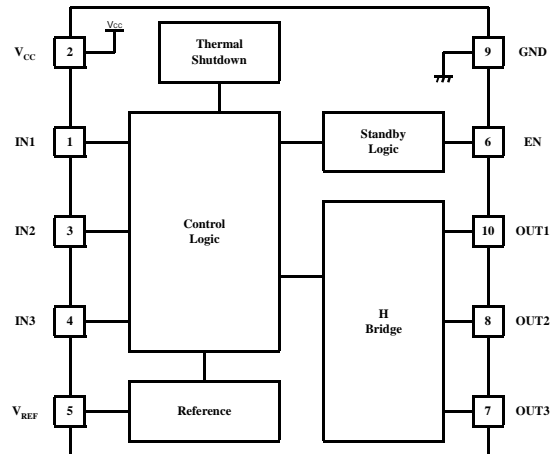 Vcc
VCC 2
Thermal
Shutdown
9 GND
IN1 1
Standby
Logic
6 EN
IN2 3
Control
Logic
10 OUT1
IN3 4
H
Bridge
8 OUT2
VREF 5
Reference
7 OUT3